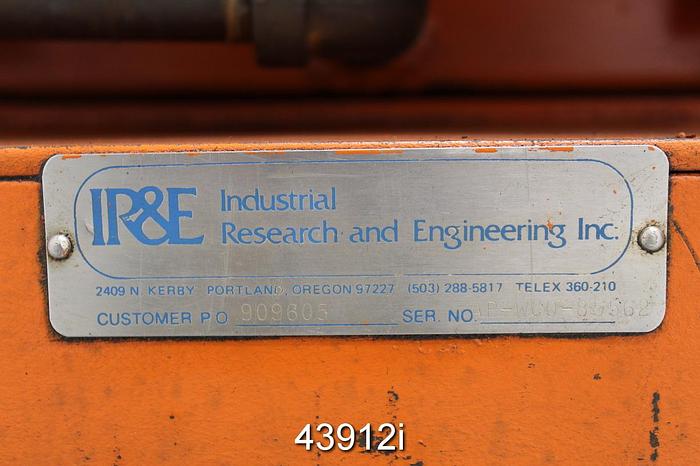 IR&E Industrial
Research and Engineering Inc.
2409 N. KERBY PORTLAND, OREGON 97227 (503) 288-5817 TELEX 360-210
CUSTOMER P O 909605 SER. NO.
43912i